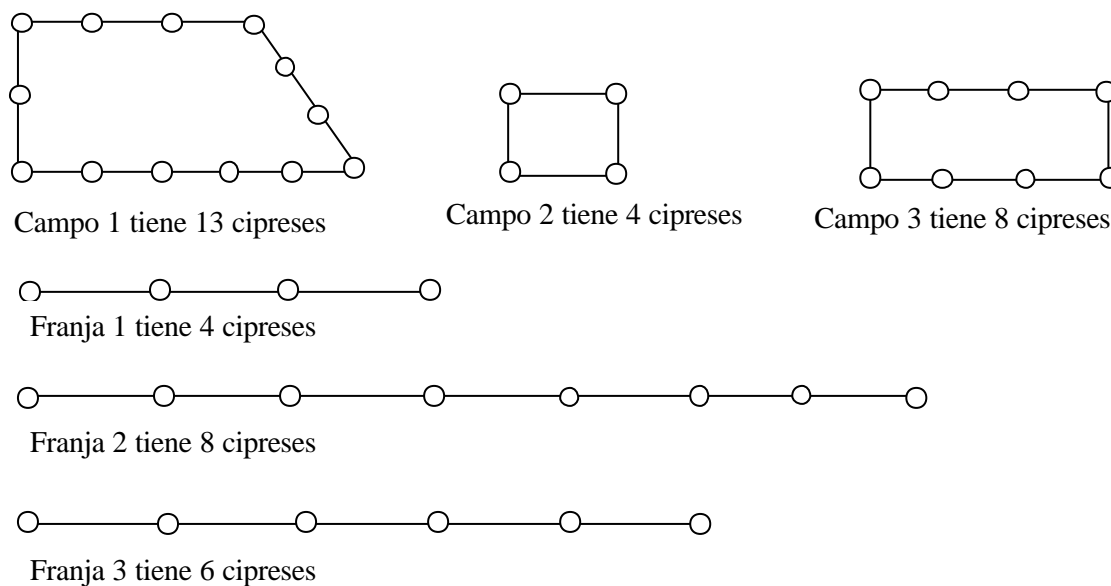 Campo 1 tiene 13 cipreses
Campo 2 tiene 4 cipreses
Campo 3 tiene 8 cipreses
Franja 1 tiene 4 cipreses
Franja 2 tiene 8 cipreses
Franja 3 tiene 6 cipreses